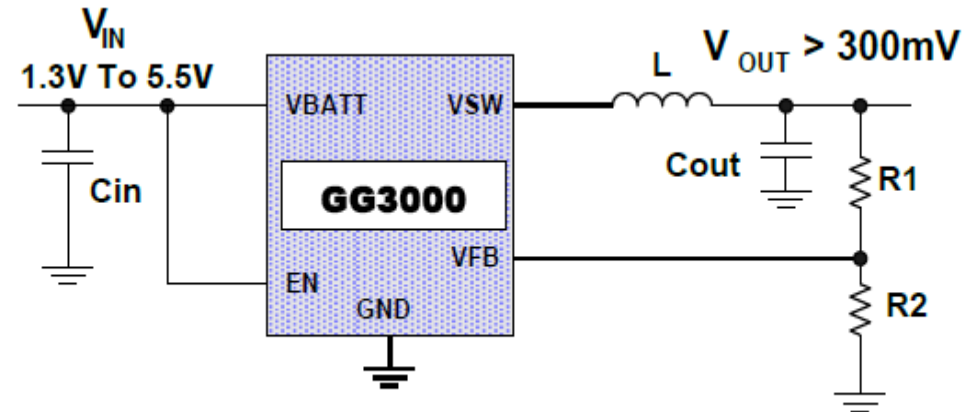 VIN
1.3V To 5.5V
L
VOUT > 300mV
VBATT
VSW
Cin
GG3000
Cout
R1
VFB
EN
GND
R2